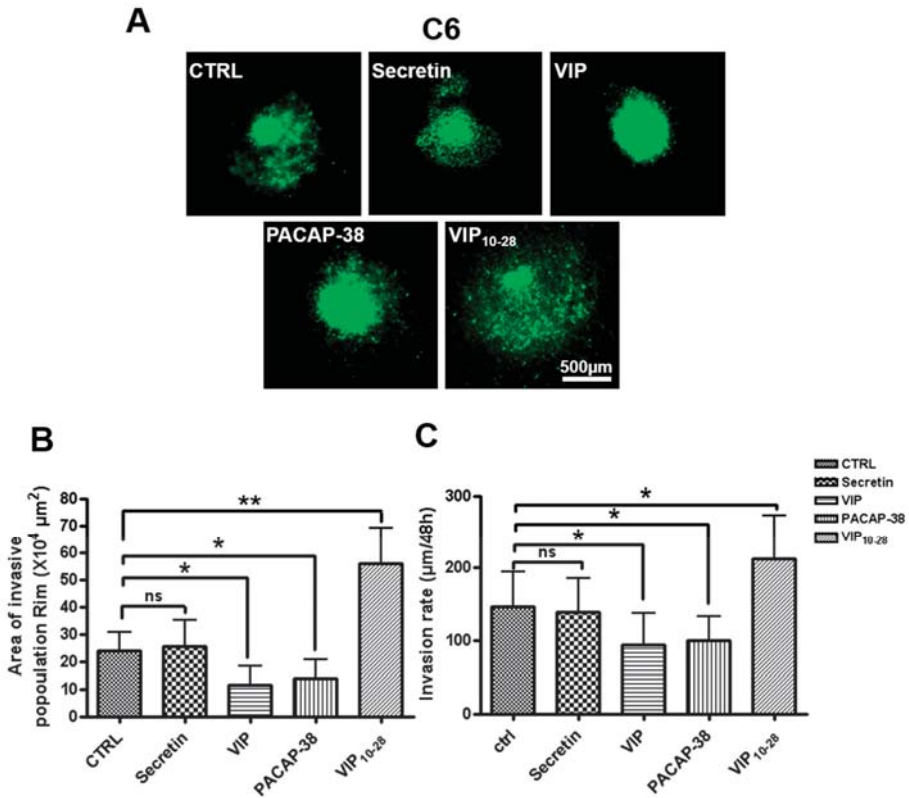 A
C6
CTRL
Secretin
VIP
PACAP-38
VIP10-28
500µm
B
Area of invasive
popoulation Rim (X10⁴ µm²)
80
70
60
50
40
30
20
10
0
**
*
*
ns
CTRL
Secretin
VIP
PACAP-38
VIP10-28
C
Invasion rate (µm/48h)
300
200
100
0
*
*
*
ns
ctrl
Secretin
VIP
PACAP-38
VIP10-28
CTRL
Secretin
VIP
PACAP-38
VIP10-28